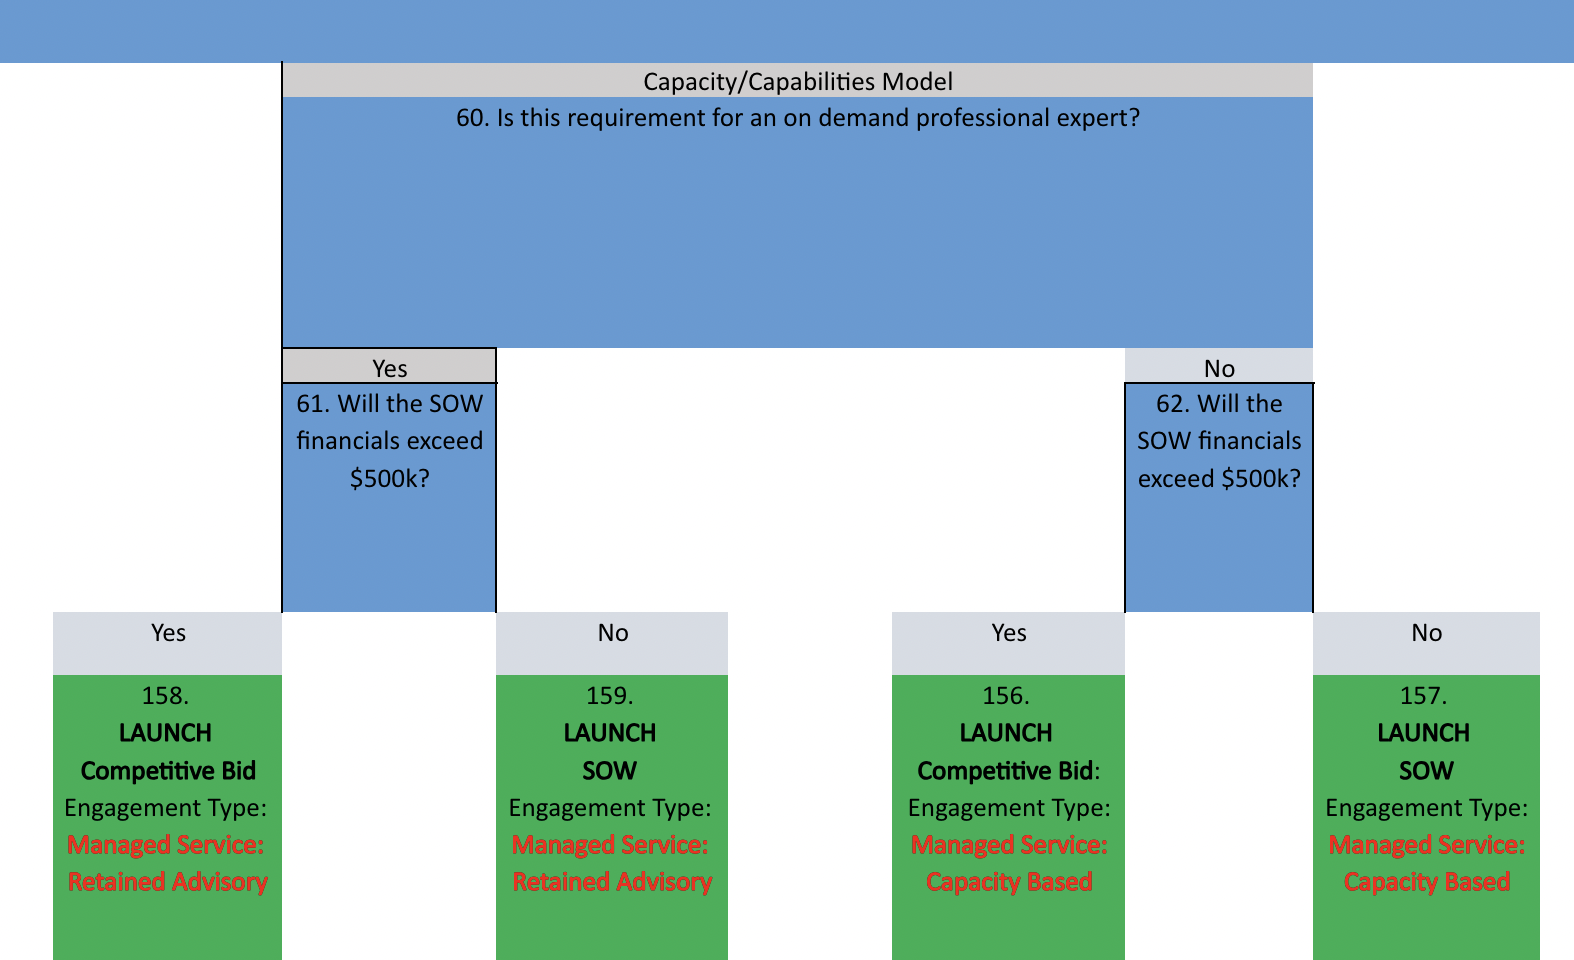 Capacity/Capabilities Model
60. Is this requirement for an on demand professional expert?
Yes
No
61. Will the SOW
financials exceed
$500k?
62. Will the
SOW financials
exceed $500k?
Yes
No
Yes
No
158.
LAUNCH
Competitive Bid
Engagement Type:
Managed Service:
Retained Advisory
159.
LAUNCH
SOW
Engagement Type:
Managed Service:
Retained Advisory
156.
LAUNCH
Competitive Bid:
Engagement Type:
Managed Service:
Capacity Based
157.
LAUNCH
SOW
Engagement Type:
Managed Service:
Capacity Based